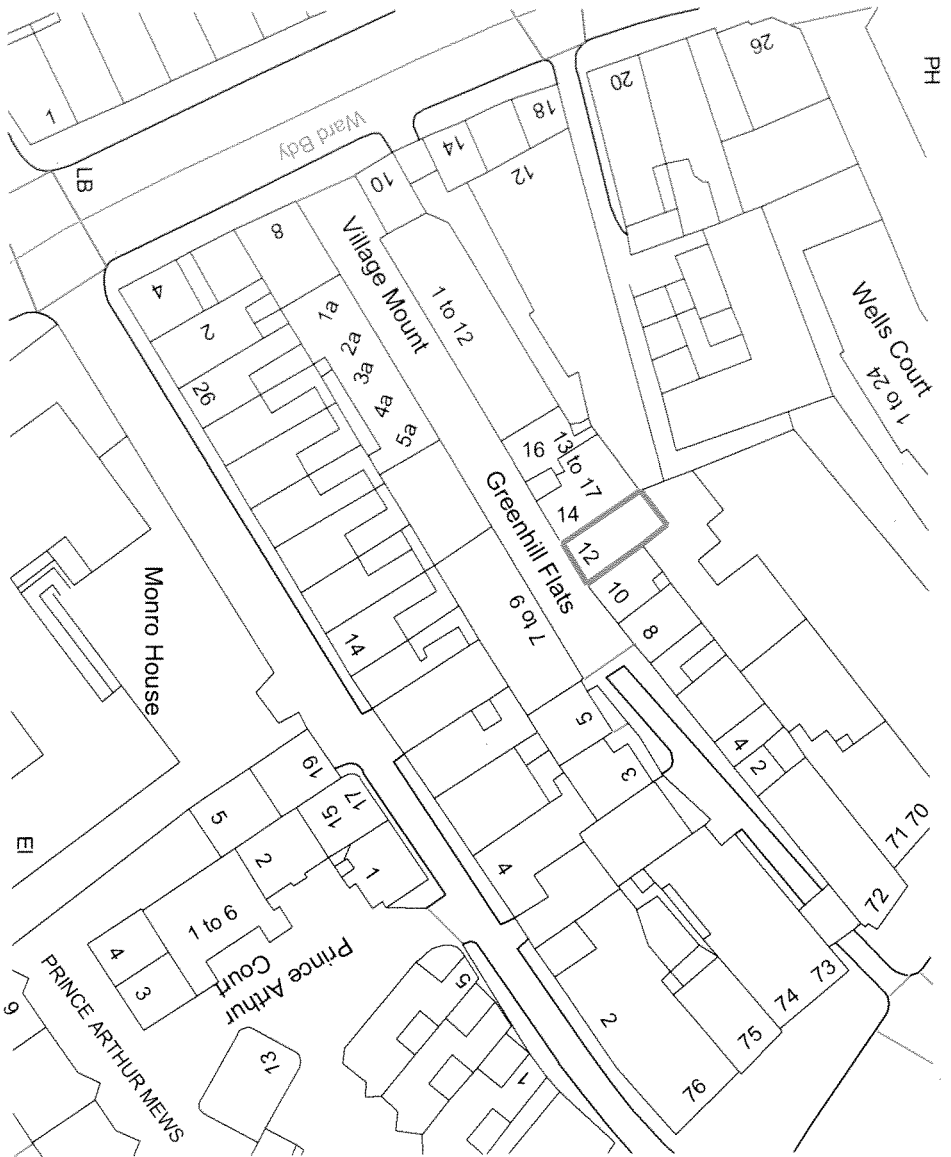 26
20
PH
1
Ward Bdy
18
14
12
LB
10
8
Village Mount
4
2
1 to 12
1a
2a
3a
4a
5a
26
Wells Court
1 to 24
16
13 to 17
14
12
Greenhill Flats
10
8
7 to 9
Monro House
14
5
3
4
2
19
17
15
5
2
1
4
71 70
72
EI
1 to 6
4
3
Prince Arthur
Court
PRINCE ARTHUR MEWS
9
73
5
1
2
73
74
75
76